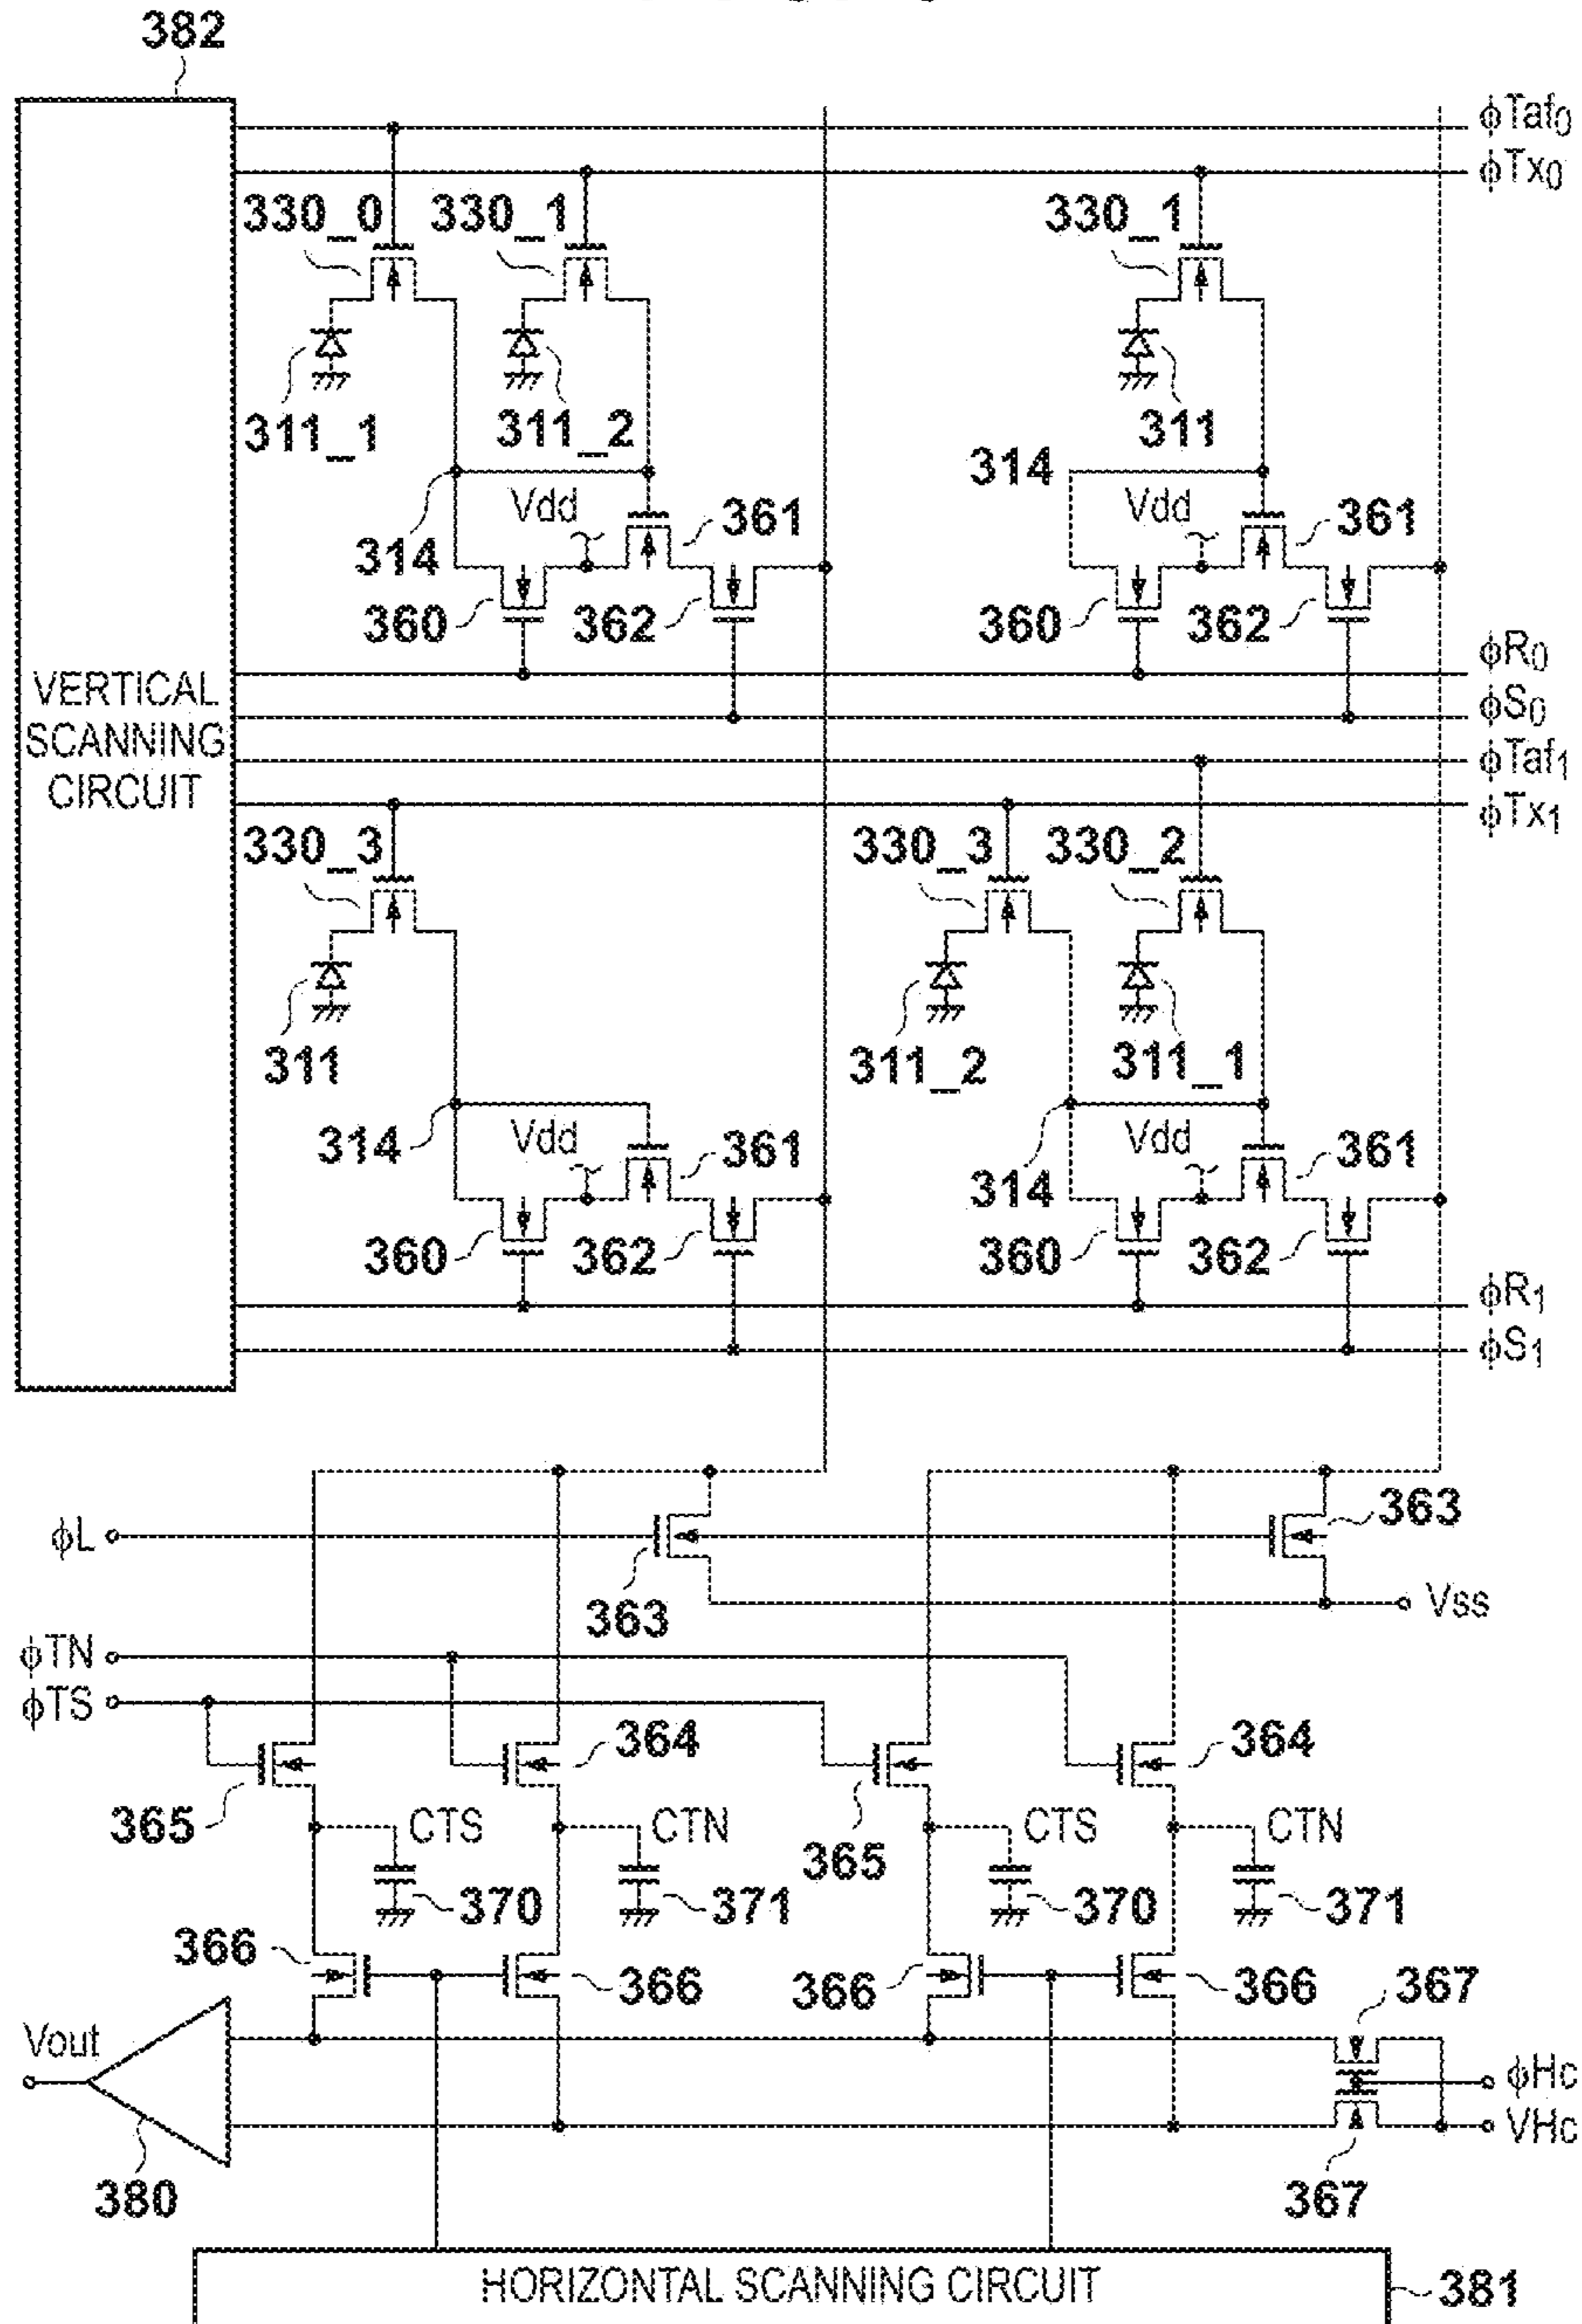 382
ϕTaf0
ϕTx0
330_0 330_1 330_1
311_1 311_2 311
314
Vdd 361 Vdd 361
314
360 362 360 362
ϕR0
VERTICAL
SCANNING
CIRCUIT
ϕS0
ϕTaf1
ϕTx1
330_3 330_3 330_2
311 311_2 311_1
314 Vdd 361 Vdd 361
314
360 362 360 362
ϕR1
ϕS1
ϕL 363
363 Vss
ϕTN
ϕTS
364 364
365 CTS CTN 365 CTS CTN
370 371 370 371
366 366 366 366 367
Vout
ϕHc
VHc
380 367
HORIZONTAL SCANNING CIRCUIT 381